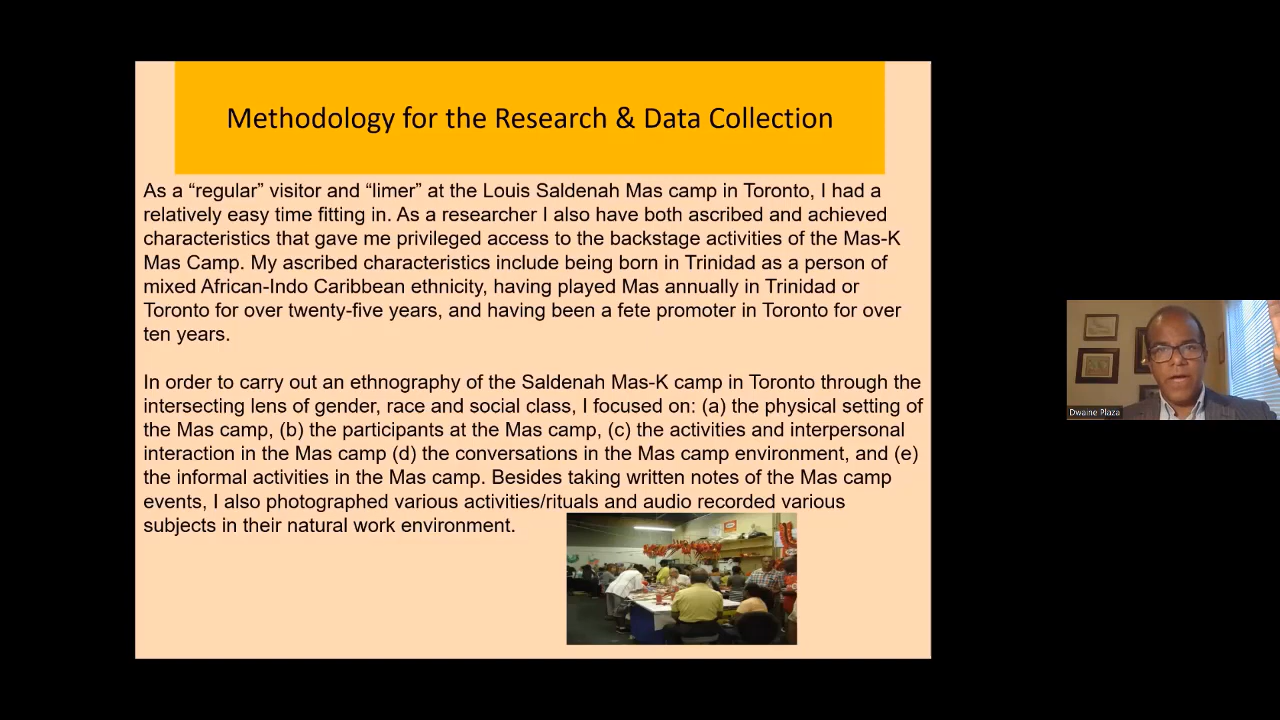 Methodology for the Research & Data Collection
As a “regular” visitor and “limer” at the Louis Saldenah Mas camp in Toronto, I had a
relatively easy time fitting in. As a researcher I also have both ascribed and achieved
characteristics that gave me privileged access to the backstage activities of the Mas-K
Mas Camp. My ascribed characteristics include being born in Trinidad as a person of
mixed African-Indo Caribbean ethnicity, having played Mas annually in Trinidad or
Toronto for over twenty-five years, and having been a fete promoter in Toronto for over
ten years.
In order to carry out an ethnography of the Saldenah Mas-K camp in Toronto through the
intersecting lens of gender, race and social class, I focused on: (a) the physical setting of
the Mas camp, (b) the participants at the Mas camp, (c) the activities and interpersonal
interaction in the Mas camp (d) the conversations in the Mas camp environment, and (e)
the informal activities in the Mas camp. Besides taking written notes of the Mas camp
events, I also photographed various activities/rituals and audio recorded various
subjects in their natural work environment.
Dwaine Plaza